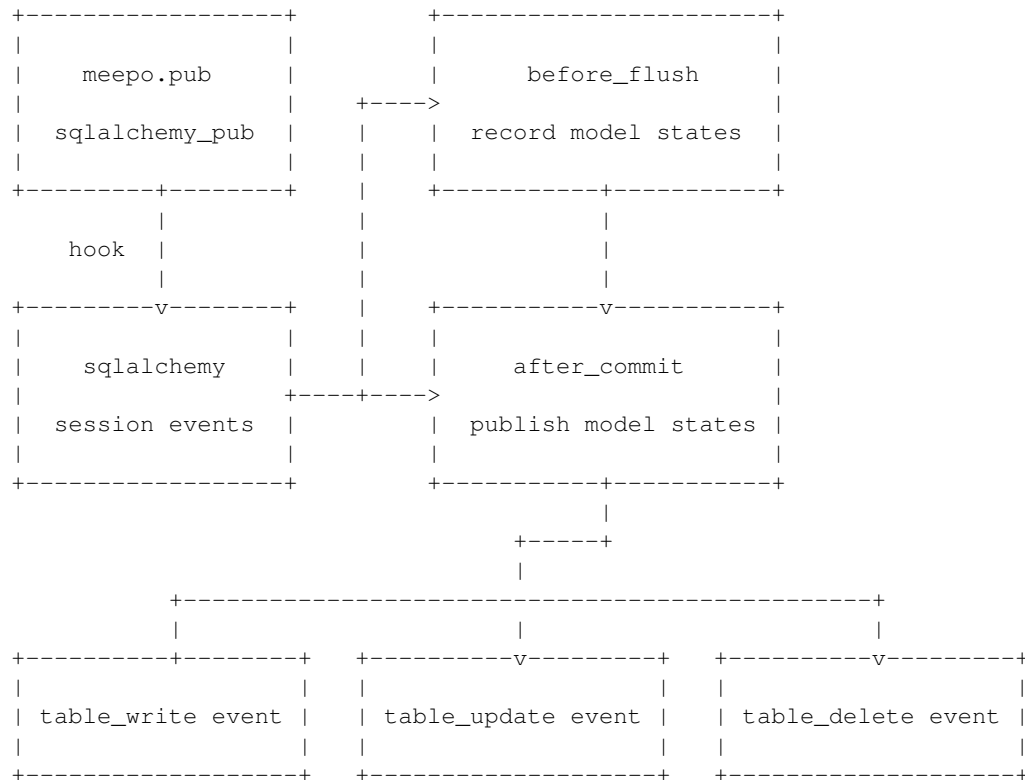 meepo.pub
sqlalchemy_pub
before_flush
record model states
hook
sqlalchemy
session events
after_commit
publish model states
table_write event
table_update event
table_delete event